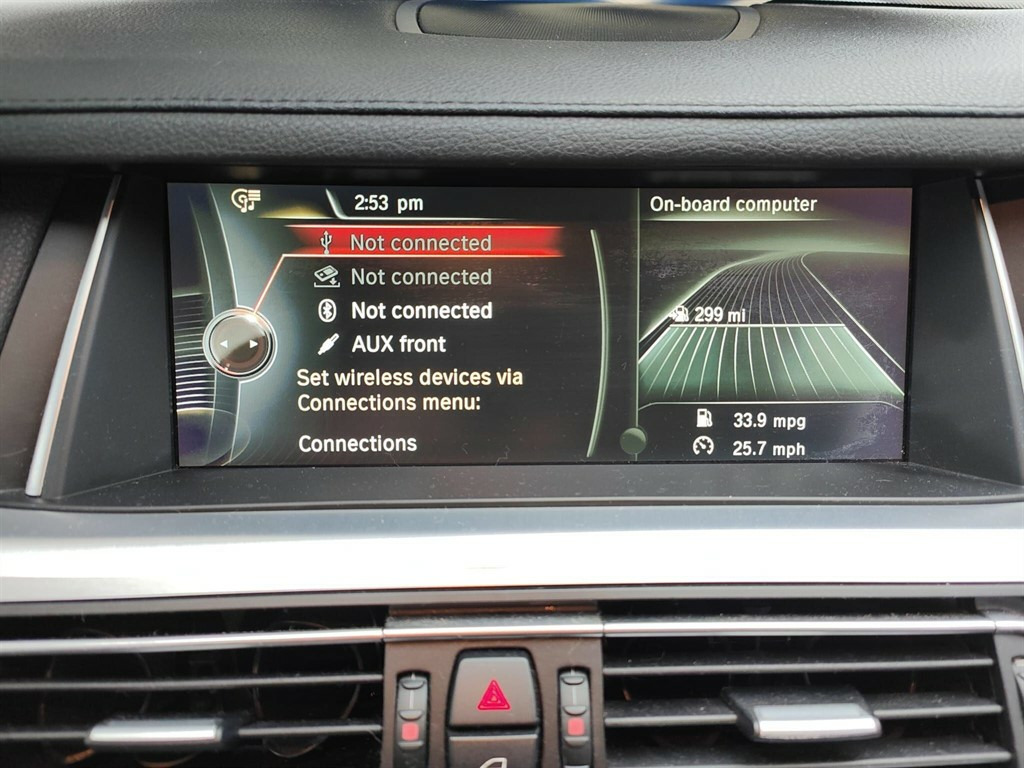 2:53 pm
On-board computer
Not connected
Not connected
Not connected
AUX front
Set wireless devices via
Connections menu:
Connections
299 mi
33.9 mpg
25.7 mph